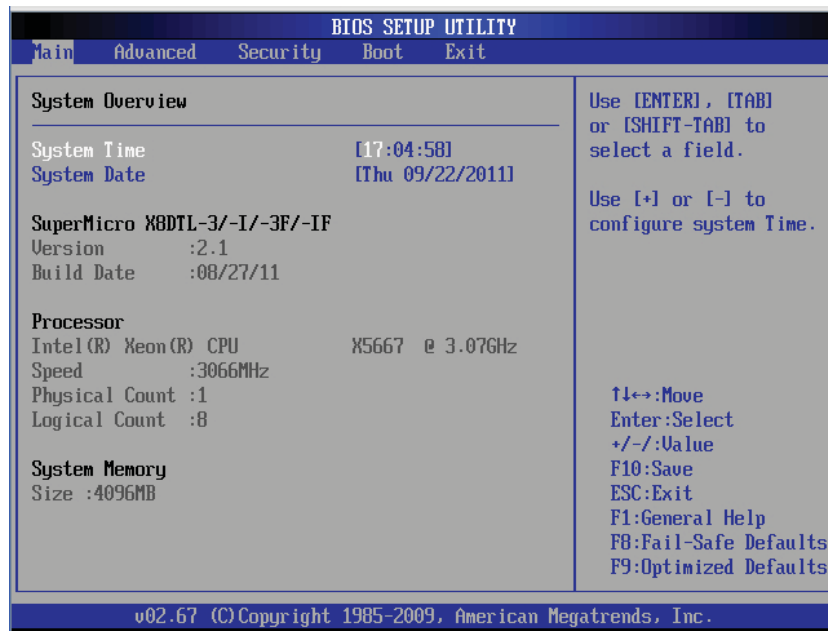 BIOS SETUP UTILITY
Main Advanced Security Boot Exit
System Overview
System Time [17:04:58]
System Date [Thu 09/22/2011]
SuperMicro X8DTL-3/-I/-3F/-IF
Version :2.1
Build Date :08/27/11
Processor
Intel(R) Xeon(R) CPU X5667 @ 3.07GHz
Speed :3066MHz
Physical Count :1
Logical Count :8
System Memory
Size :4096MB
Use [ENTER], [TAB]
or [SHIFT-TAB] to
select a field.
Use [+] or [-] to
configure system Time.
↑↓←→:Move
Enter:Select
+/-/:Value
F10:Save
ESC:Exit
F1:General Help
F8:Fail-Safe Defaults
F9:Optimized Defaults
v02.67 (C)Copyright 1985-2009, American Megatrends, Inc.